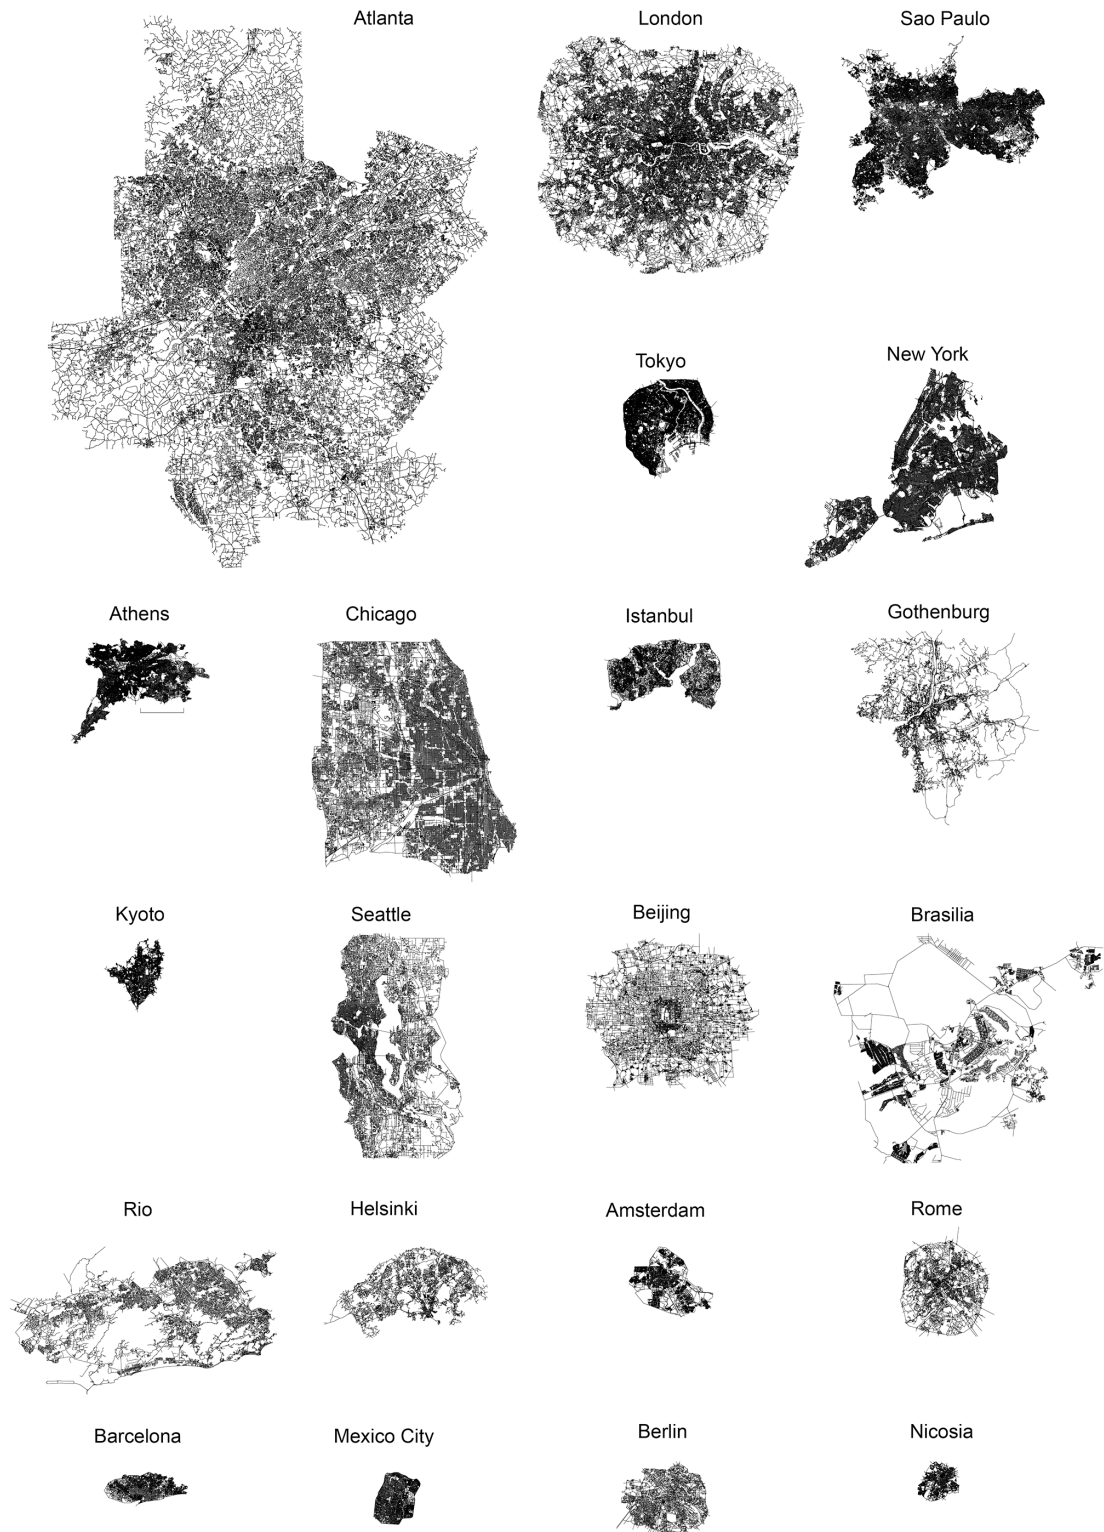 Atlanta
London
Sao Paulo
Tokyo
New York
Athens
Chicago
Istanbul
Gothenburg
Kyoto
Seattle
Beijing
Brasilia
Rio
Helsinki
Amsterdam
Rome
Barcelona
Mexico City
Berlin
Nicosia